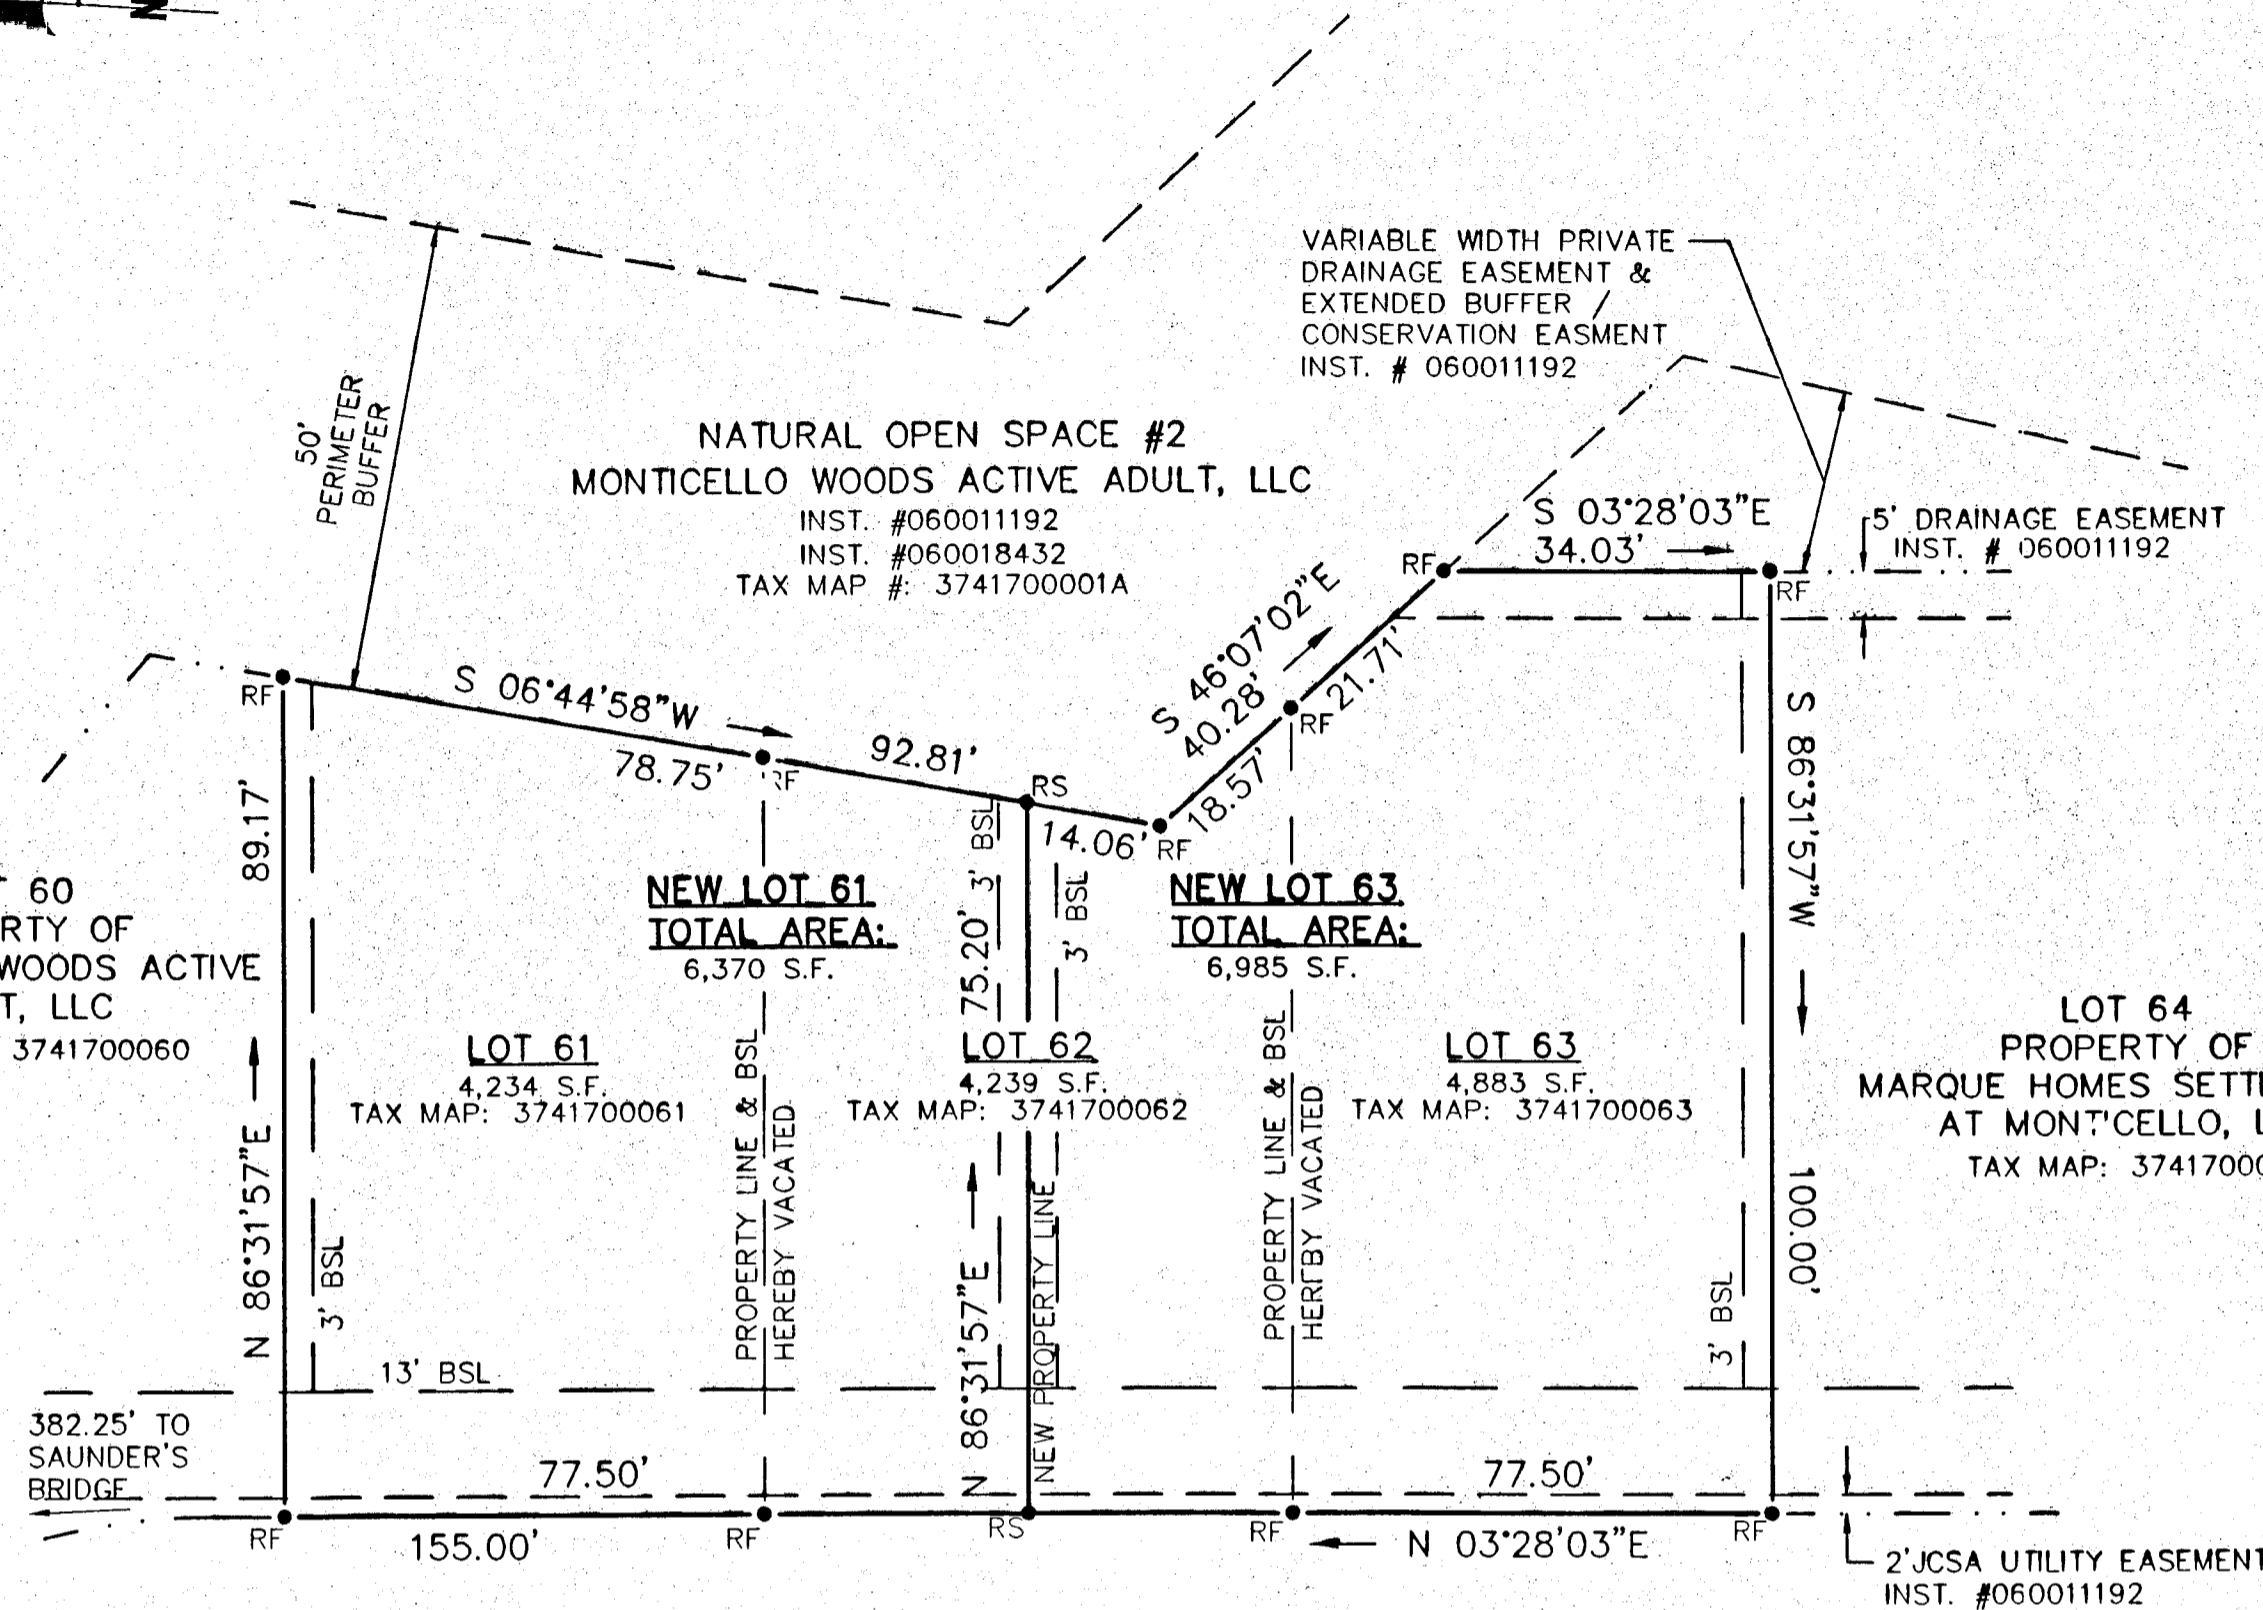 N
VARIABLE WIDTH PRIVATE
DRAINAGE EASEMENT &
EXTENDED BUFFER /
CONSERVATION EASMENT
INST. # 060011192
50'
PERIMETER
BUFFER
NATURAL OPEN SPACE #2
MONTICELLO WOODS ACTIVE ADULT, LLC
INST. #060011192
INST. #060018432
TAX MAP #: 3741700001A
S 03°28'03"E
34.03'
5' DRAINAGE EASEMENT
INST. # 060011192
RF
RF
S 46°07'02"E
40.28'
21.71'
RF
18.57'
RF
S 06°44'58"W
78.75'
RF
92.81'
RS
14.06'
RF
89.17'
N 86°31'57"E
3' BSL
60
RTY OF
WOODS ACTIVE
T, LLC
3741700060
NEW LOT 61
TOTAL AREA:
6,370 S.F.
LOT 61
4,234 S.F.
TAX MAP: 3741700061
PROPERTY LINE & BSL
HEREBY VACATED
3' BSL
75.20'
N 86°31'57"E
3' BSL
NEW PROPERTY LINE
LOT 62
4,239 S.F.
TAX MAP: 3741700062
NEW LOT 63
TOTAL AREA:
6,985 S.F.
PROPERTY LINE & BSL
HEREBY VACATED
LOT 63
4,883 S.F.
TAX MAP: 3741700063
3' BSL
S 86°31'57"W
100.00'
LOT 64
PROPERTY OF
MARQUE HOMES SETT
AT MONTICELLO, L
TAX MAP: 3741700
13' BSL
382.25' TO
SAUNDER'S
BRIDGE
77.50'
77.50'
RF
155.00'
RF
RS
RF
N 03°28'03"E
RF
2'JCSA UTILITY EASEMENT
INST. #060011192